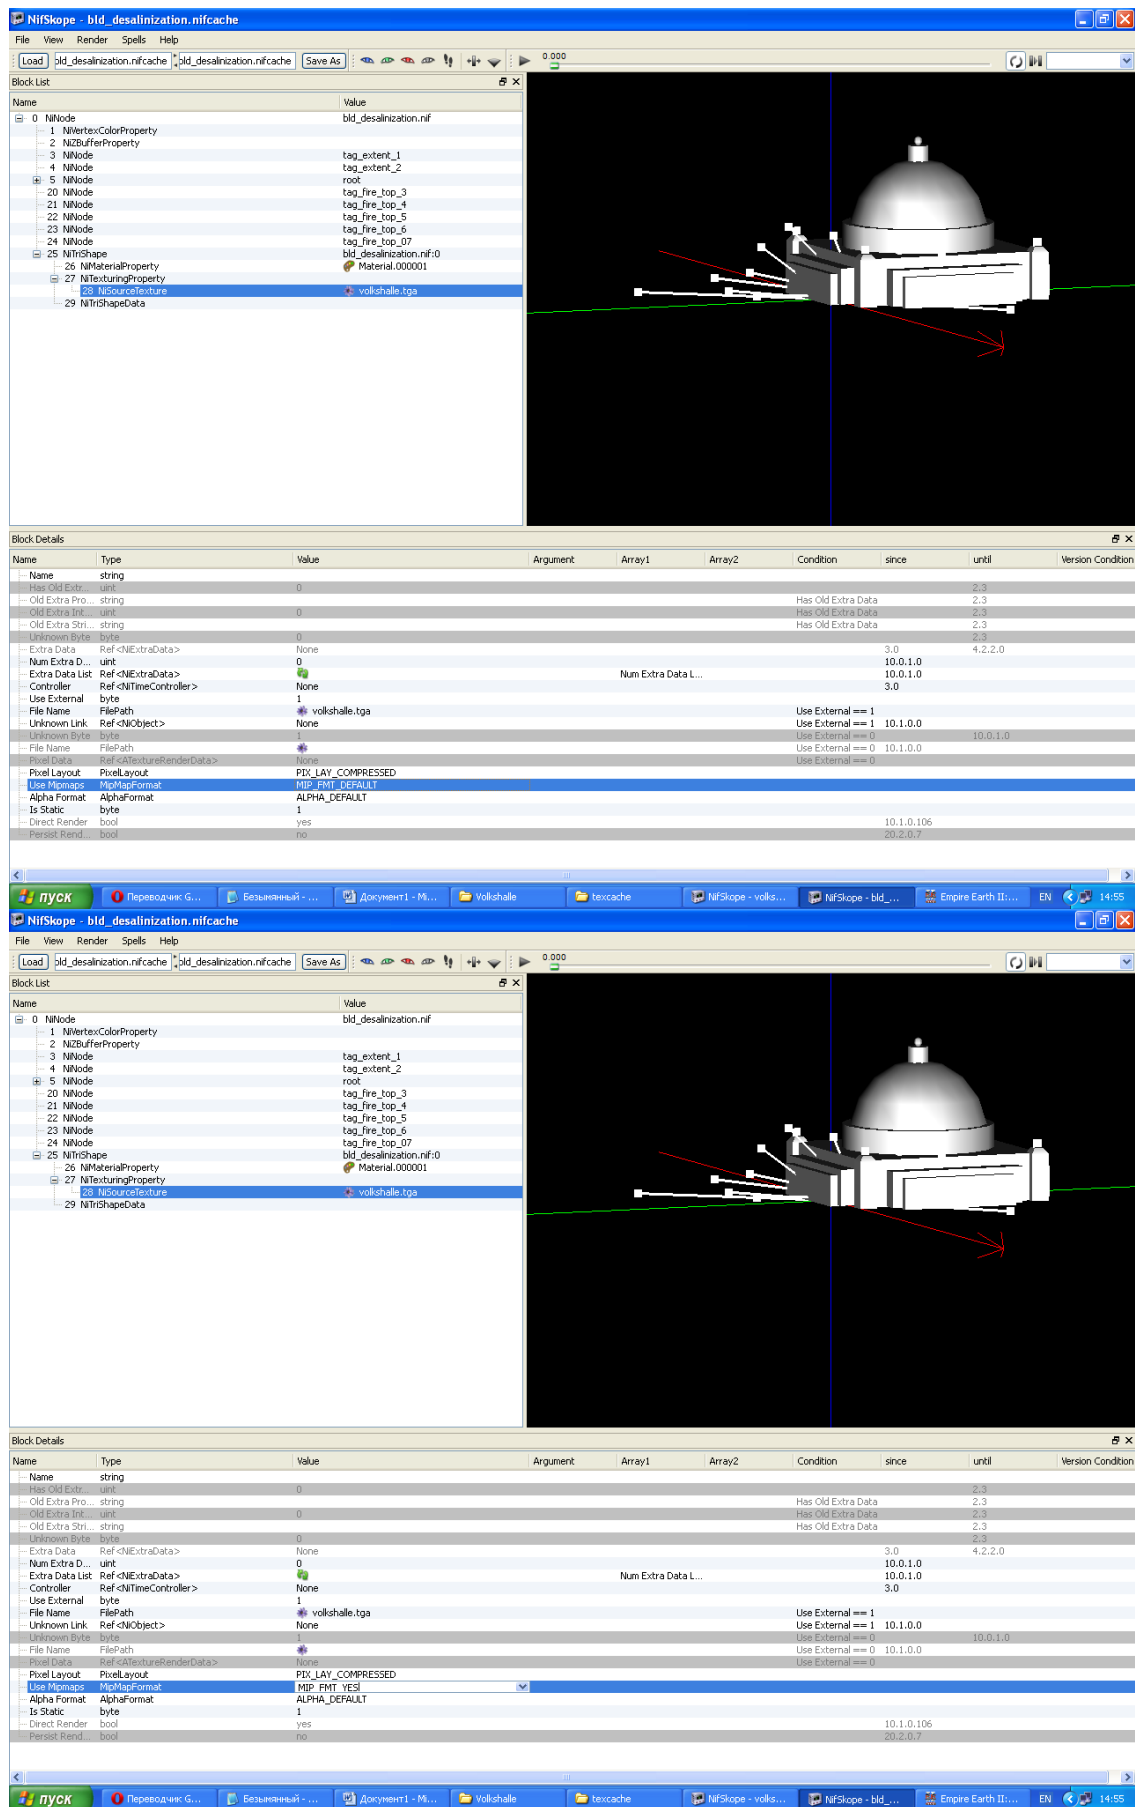 NifSkope - bld_desalinization.nifcache
File View Render Spells Help
Load bld_desalinization.nifcache bld_desalinization.nifcache Save As 0.000
Block List
Name Value
0 NiNode bld_desalinization.nif
1 NiVertexColorProperty
2 NiZBufferProperty
3 NiNode tag_extent_1
4 NiNode tag_extent_2
5 NiNode root
20 NiNode tag_fire_top_3
21 NiNode tag_fire_top_4
22 NiNode tag_fire_top_5
23 NiNode tag_fire_top_6
24 NiNode tag_fire_top_07
25 NiTriShape bld_desalinization.nif:0
26 NiMaterialProperty Material.000001
27 NiTexturingProperty
28 NiSourceTexture volkshalle.tga
29 NiTriShapeData
Block Details
Name Type Value Argument Array1 Array2 Condition since until Version Condition
Name string
Has Old Extr... uint 0 2.3
Old Extra Pro... string Has Old Extra Data 2.3
Old Extra Int... uint 0 Has Old Extra Data 2.3
Old Extra Stri... string Has Old Extra Data 2.3
Unknown Byte byte 0 2.3
Extra Data Ref<NiExtraData> None 3.0 4.2.2.0
Num Extra D... uint 0 10.0.1.0
Extra Data List Ref<NiExtraData> Num Extra Data L... 10.0.1.0
Controller Ref<NiTimeController> None 3.0
Use External byte 1
File Name FilePath volkshalle.tga Use External == 1
Unknown Link Ref<NiObject> None Use External == 1 10.1.0.0
Unknown Byte byte 1 Use External == 0 10.0.1.0
File Name FilePath Use External == 0 10.1.0.0
Pixel Data Ref<ATextureRenderData> None Use External == 0
Pixel Layout PixelLayout PIX_LAY_COMPRESSED
Use Mipmaps MipMapFormat MIP_FMT_DEFAULT
Alpha Format AlphaFormat ALPHA_DEFAULT
Is Static byte 1
Direct Render bool yes 10.1.0.106
Persist Rend... bool no 20.2.0.7
пуск Переводчик G... Безымянный - ... Документ1 - Mi... Volkshalle texcache NifSkope - volks... NifSkope - bld_... Empire Earth II:... EN 14:55
NifSkope - bld_desalinization.nifcache
File View Render Spells Help
Load bld_desalinization.nifcache bld_desalinization.nifcache Save As 0.000
Block List
Name Value
0 NiNode bld_desalinization.nif
1 NiVertexColorProperty
2 NiZBufferProperty
3 NiNode tag_extent_1
4 NiNode tag_extent_2
5 NiNode root
20 NiNode tag_fire_top_3
21 NiNode tag_fire_top_4
22 NiNode tag_fire_top_5
23 NiNode tag_fire_top_6
24 NiNode tag_fire_top_07
25 NiTriShape bld_desalinization.nif:0
26 NiMaterialProperty Material.000001
27 NiTexturingProperty
28 NiSourceTexture volkshalle.tga
29 NiTriShapeData
Block Details
Name Type Value Argument Array1 Array2 Condition since until Version Condition
Name string
Has Old Extr... uint 0 2.3
Old Extra Pro... string Has Old Extra Data 2.3
Old Extra Int... uint 0 Has Old Extra Data 2.3
Old Extra Stri... string Has Old Extra Data 2.3
Unknown Byte byte 0 2.3
Extra Data Ref<NiExtraData> None 3.0 4.2.2.0
Num Extra D... uint 0 10.0.1.0
Extra Data List Ref<NiExtraData> Num Extra Data L... 10.0.1.0
Controller Ref<NiTimeController> None 3.0
Use External byte 1
File Name FilePath volkshalle.tga Use External == 1
Unknown Link Ref<NiObject> None Use External == 1 10.1.0.0
Unknown Byte byte 1 Use External == 0 10.0.1.0
File Name FilePath Use External == 0 10.1.0.0
Pixel Data Ref<ATextureRenderData> None Use External == 0
Pixel Layout PixelLayout PIX_LAY_COMPRESSED
Use Mipmaps MipMapFormat MIP_FMT_YES
Alpha Format AlphaFormat ALPHA_DEFAULT
Is Static byte 1
Direct Render bool yes 10.1.0.106
Persist Rend... bool no 20.2.0.7
пуск Переводчик G... Безымянный - ... Документ1 - Mi... Volkshalle texcache NifSkope - volks... NifSkope - bld_... Empire Earth II:... EN 14:55